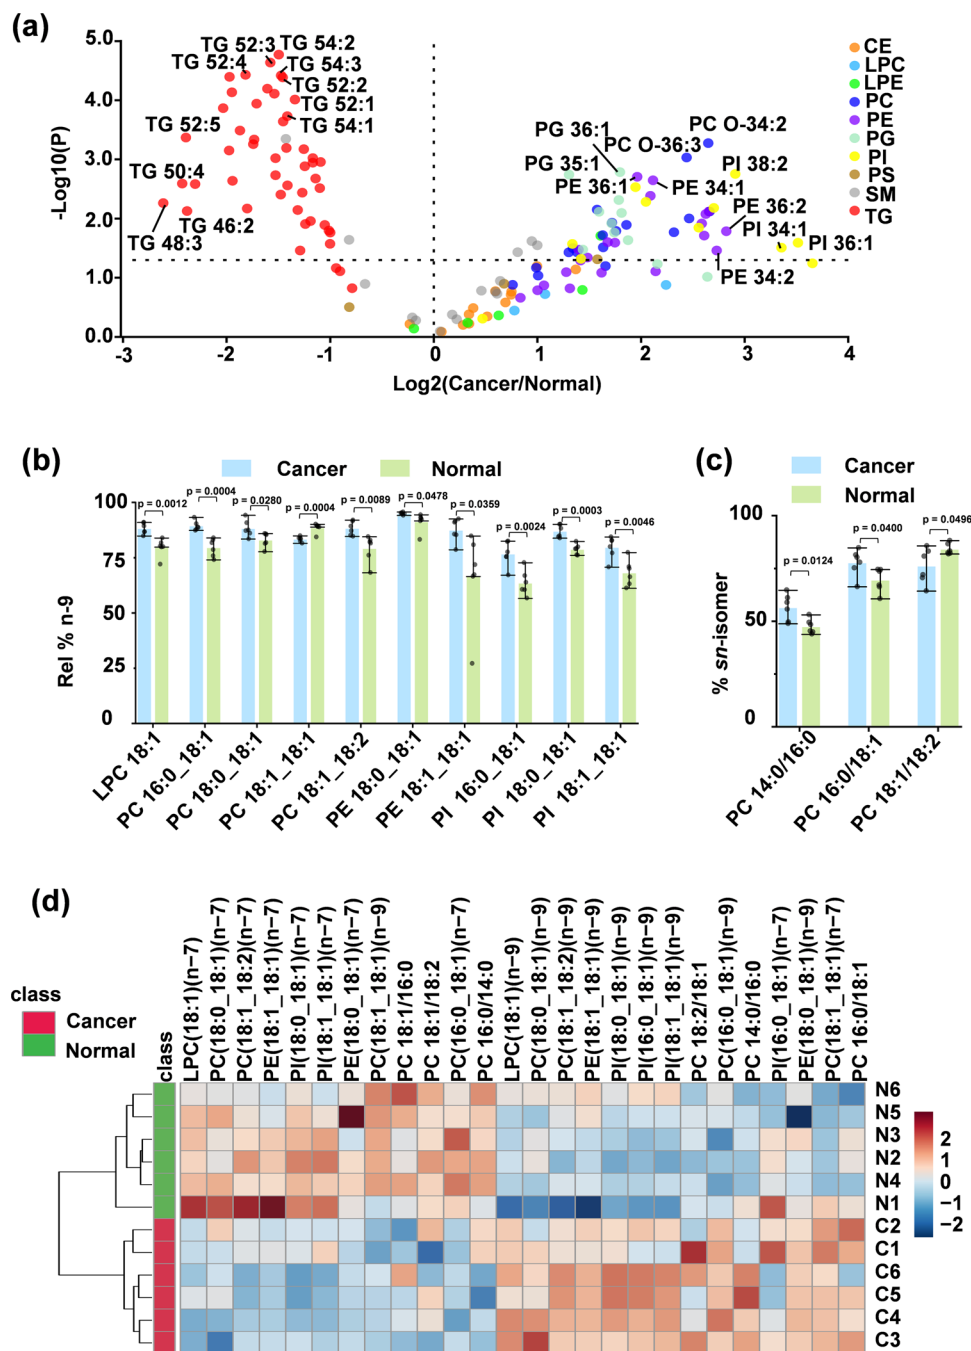 (a)
5.0
4.0
3.0
2.0
1.0
0.0
-Log10(P)
-3
-2
-1
0
1
2
3
4
Log2(Cancer/Normal)
TG 52:3
TG 54:2
TG 52:4
TG 54:3
TG 52:2
TG 52:1
TG 52:5
TG 54:1
TG 50:4
TG 46:2
TG 48:3
PG 36:1
PC O-36:3
PC O-34:2
PG 35:1
PI 38:2
PE 36:1
PE 34:1
PE 36:2
PI 34:1
PI 36:1
PE 34:2
CE
LPC
LPE
PC
PE
PG
PI
PS
SM
TG
(b)
Cancer
Normal
100
75
50
25
0
Rel % n-9
p = 0.0012
p = 0.0004
p = 0.0280
p = 0.0004
p = 0.0089
p = 0.0478
p = 0.0359
p = 0.0024
p = 0.0003
p = 0.0046
LPC 18:1
PC 16:0_18:1
PC 18:0_18:1
PC 18:1_18:1
PC 18:1_18:2
PE 18:0_18:1
PE 18:1_18:1
PI 16:0_18:1
PI 18:0_18:1
PI 18:1_18:1
(c)
Cancer
Normal
100
50
0
% sn-isomer
p = 0.0124
p = 0.0400
p = 0.0496
PC 14:0/16:0
PC 16:0/18:1
PC 18:1/18:2
(d)
class
Cancer
Normal
class
LPC(18:1)(n−7)
PC(18:0_18:1)(n−7)
PC(18:1_18:2)(n−7)
PE(18:1_18:1)(n−7)
PI(18:0_18:1)(n−7)
PI(18:1_18:1)(n−7)
PE(18:0_18:1)(n−7)
PC(18:1_18:1)(n−9)
PC 18:1/16:0
PC 18:1/18:2
PC(16:0_18:1)(n−7)
PC 16:0/14:0
LPC(18:1)(n−9)
PC(18:0_18:1)(n−9)
PC(18:1_18:2)(n−9)
PE(18:1_18:1)(n−9)
PI(18:0_18:1)(n−9)
PI(16:0_18:1)(n−9)
PI(18:1_18:1)(n−9)
PC 18:2/18:1
PC(16:0_18:1)(n−9)
PC 14:0/16:0
PI(16:0_18:1)(n−7)
PE(18:0_18:1)(n−9)
PC(18:1_18:1)(n−7)
PC 16:0/18:1
N6
N5
N3
N2
N4
N1
C2
C1
C6
C5
C4
C3
2
1
0
−1
−2